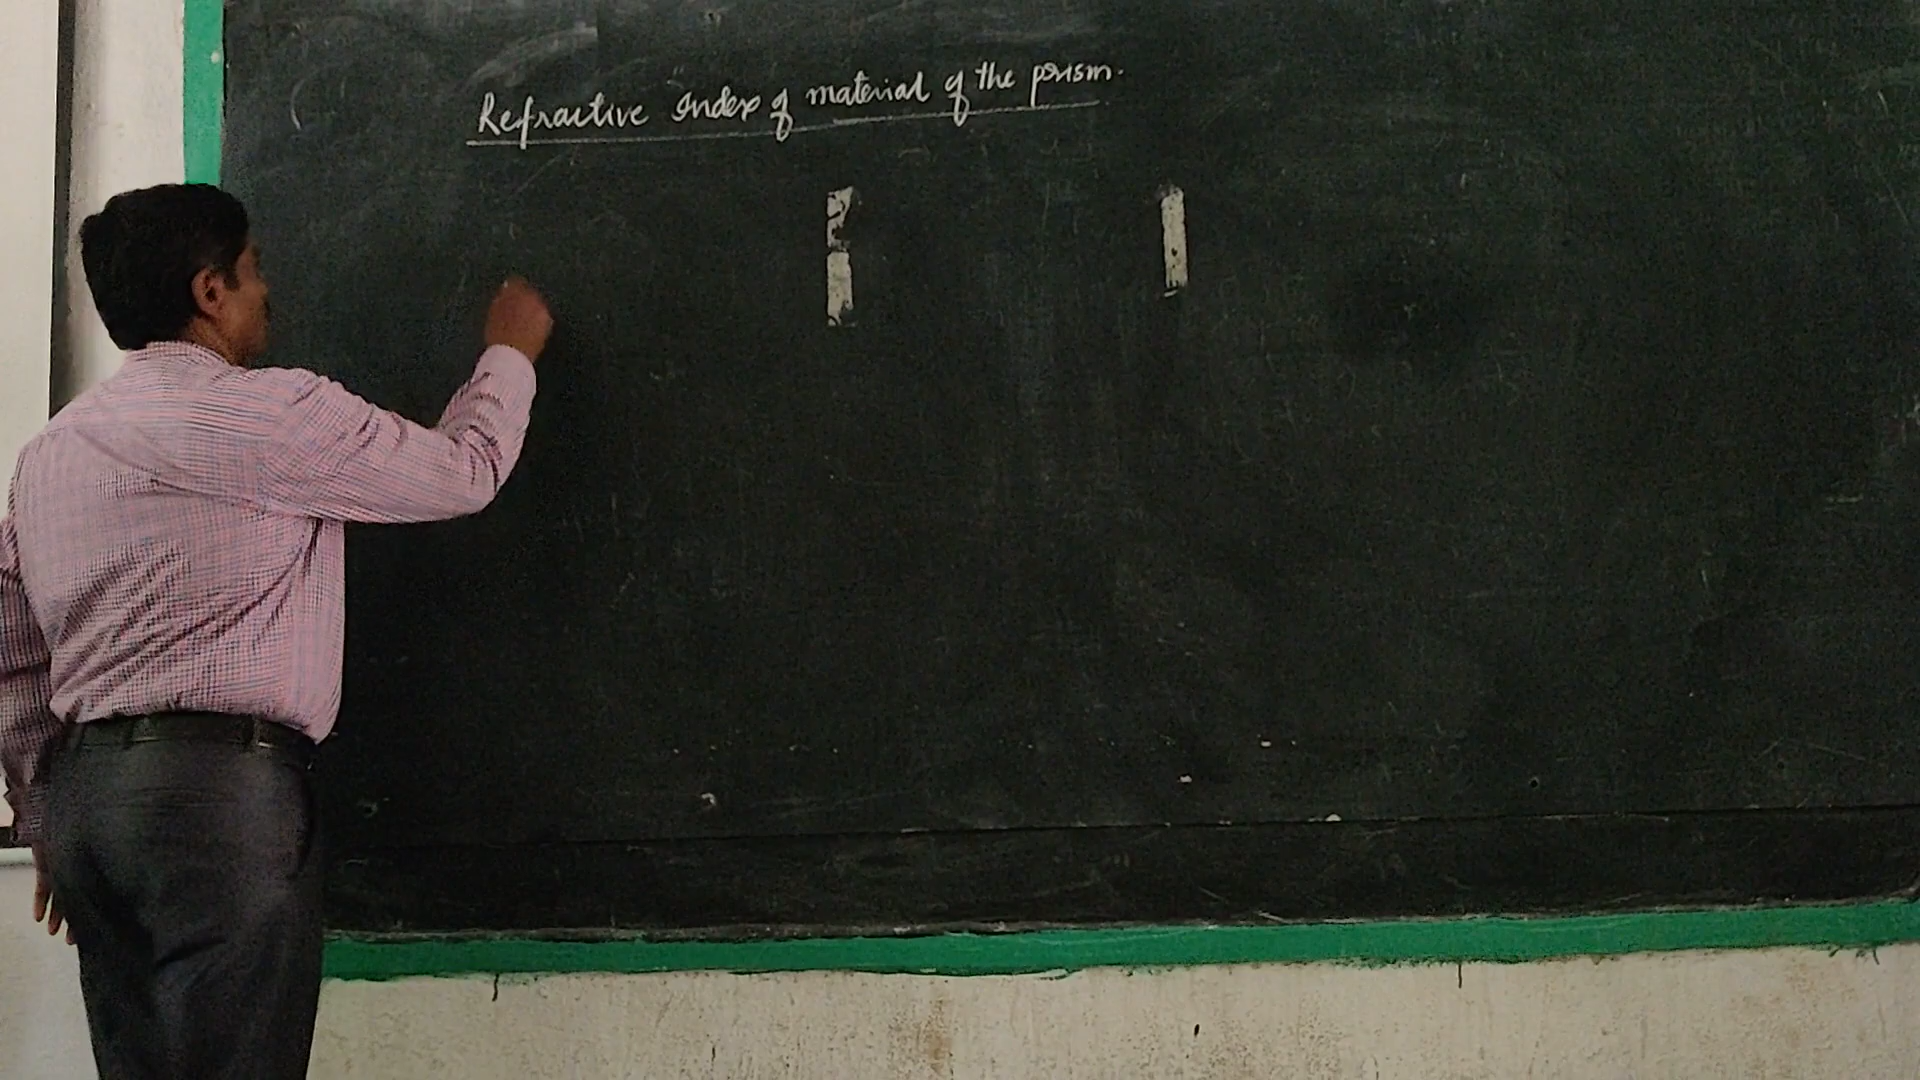 Refractive Index of material of the prism.